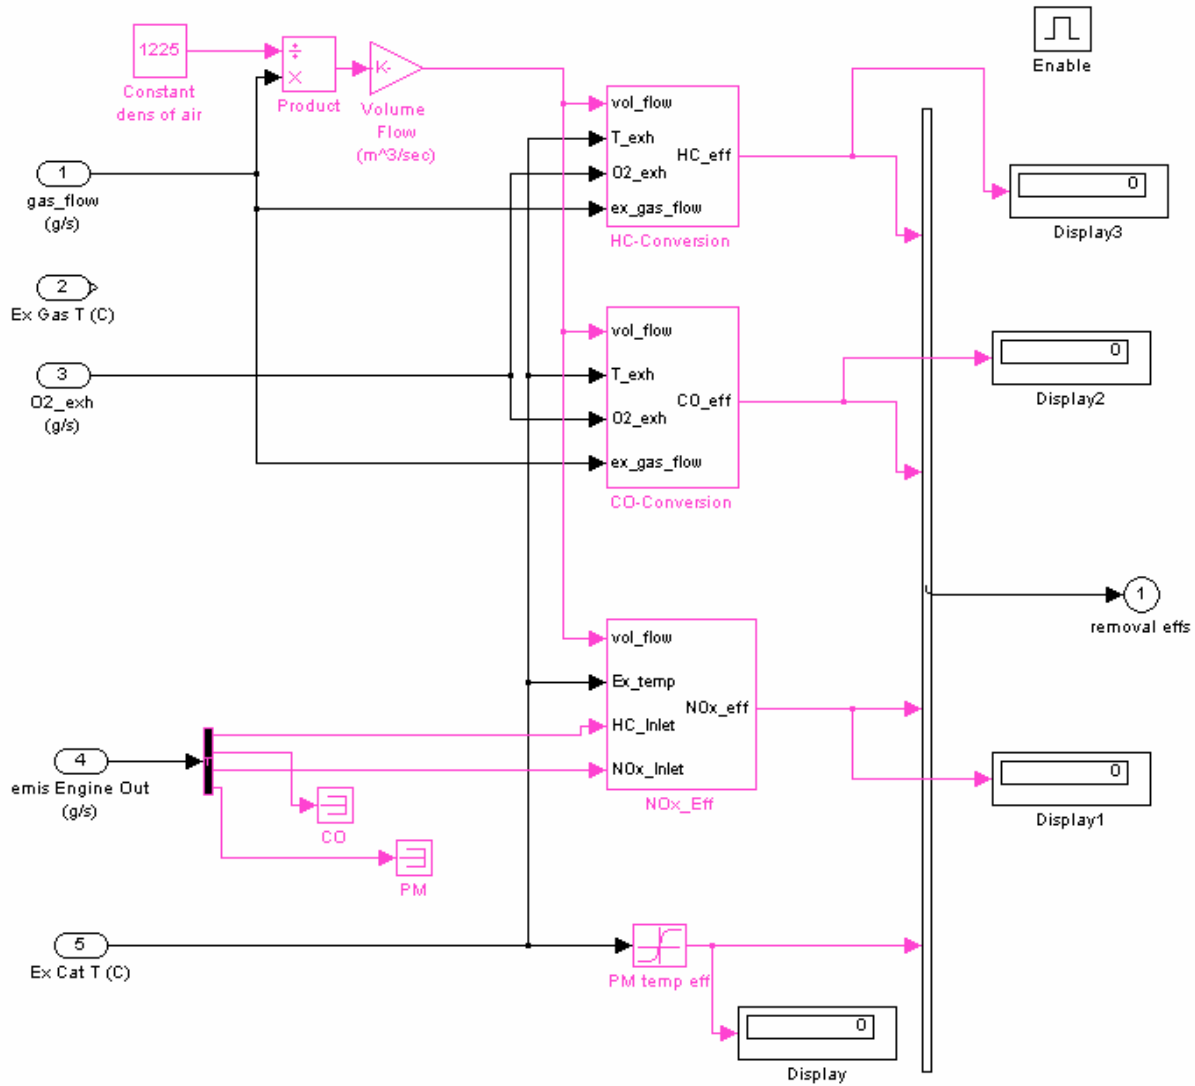 Enable
1225
Constant
dens of air
÷
×
Product
K-
Volume
Flow
(m^3/sec)
1
gas_flow
(g/s)
2
Ex Gas T (C)
3
O2_exh
(g/s)
vol_flow
T_exh
O2_exh
ex_gas_flow
HC_eff
HC-Conversion
0
Display3
vol_flow
T_exh
O2_exh
ex_gas_flow
CO_eff
CO-Conversion
0
Display2
1
removal effs
vol_flow
Ex_temp
HC_Inlet
NOx_Inlet
NOx_eff
NOx_Eff
4
emis Engine Out
(g/s)
CO
PM
0
Display1
5
Ex Cat T (C)
PM temp eff
0
Display